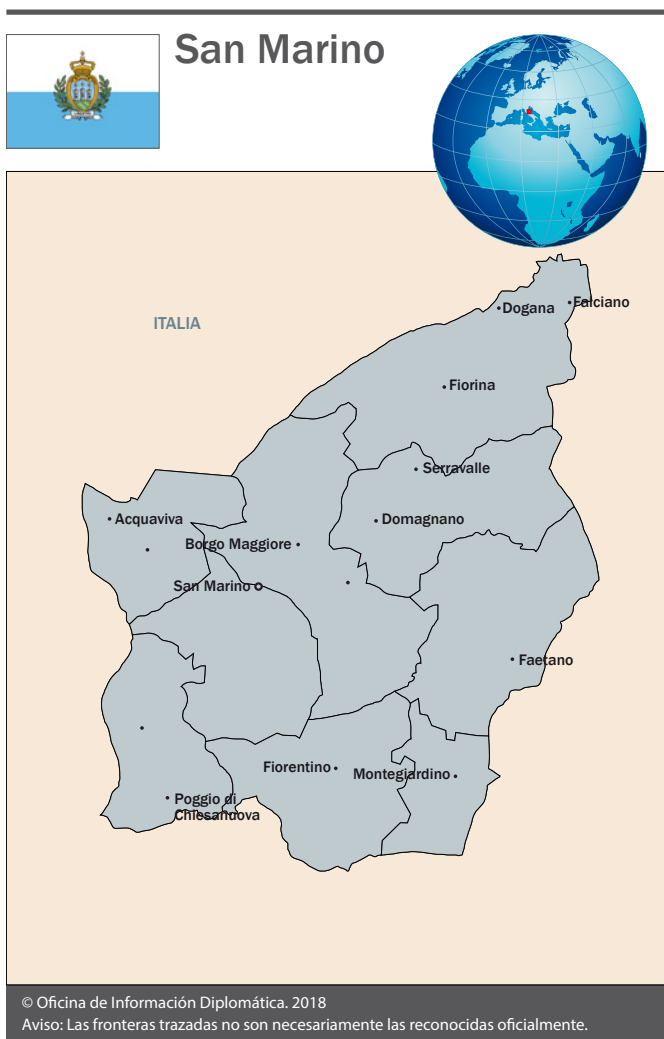 San Marino
ITALIA
Dogana
Falciano
Fiorina
Serravalle
Acquaviva
Domagnano
Borgo Maggiore
San Marino
Faetano
Fiorentino
Montegiardino
Poggio di
Chiesanuova
© Oficina de Información Diplomática. 2018
Aviso: Las fronteras trazadas no son necesariamente las reconocidas oficialmente.